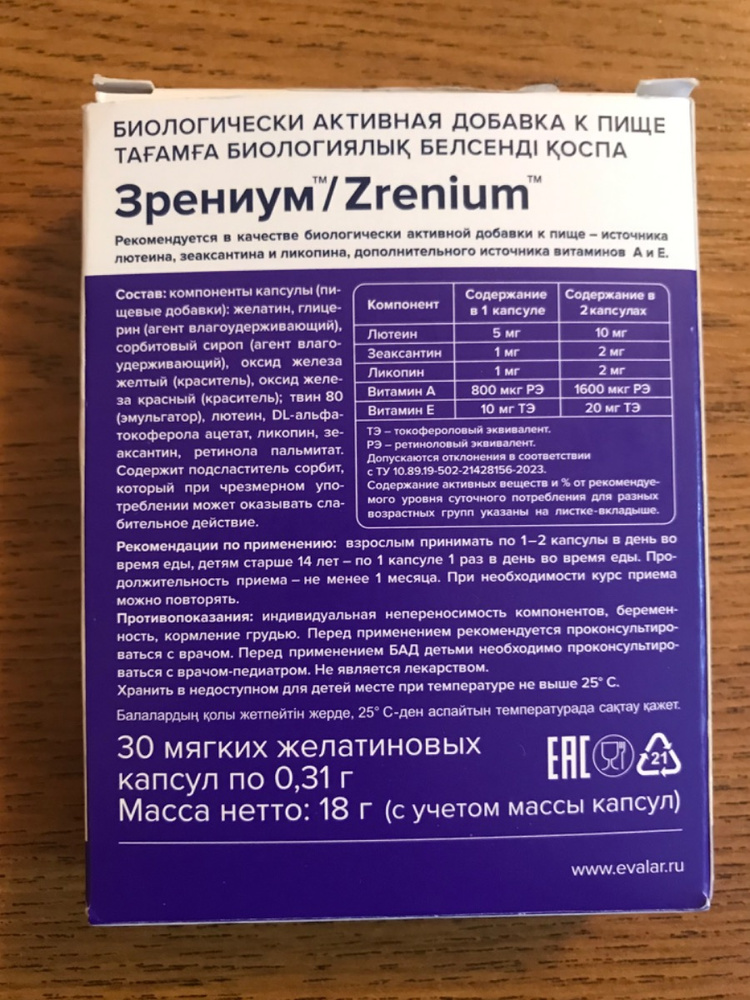 БИОЛОГИЧЕСКИ АКТИВНАЯ ДОБАВКА К ПИЩЕ
ТАҒАМҒА БИОЛОГИЯЛЫҚ БЕЛСЕНДІ ҚОСПА
Зрениум™/Zrenium™
Рекомендуется в качестве биологически активной добавки к пище – источника
лютеина, зеаксантина и ликопина, дополнительного источника витаминов А и Е.
Состав: компоненты капсулы (пи-
щевые добавки): желатин, глице-
рин (агент влагоудерживающий),
сорбитовый сироп (агент влаго-
удерживающий), оксид железа
желтый (краситель), оксид желе-
за красный (краситель); твин 80
(эмульгатор), лютеин, DL-альфа-
токоферола ацетат, ликопин, зе-
аксантин, ретинола пальмитат.
Содержит подсластитель сорбит,
который при чрезмерном упо-
треблении может оказывать сла-
бительное действие.
Компонент Содержание в 1 капсуле Содержание в 2 капсулах
Лютеин 5 мг 10 мг
Зеаксантин 1 мг 2 мг
Ликопин 1 мг 2 мг
Витамин А 800 мкг РЭ 1600 мкг РЭ
Витамин Е 10 мг ТЭ 20 мг ТЭ
ТЭ – токофероловый эквивалент.
РЭ – ретиноловый эквивалент.
Допускаются отклонения в соответствии
с ТУ 10.89.19-502-21428156-2023.
Содержание активных веществ и % от рекомендуе-
мого уровня суточного потребления для разных
возрастных групп указаны на листке-вкладыше.
Рекомендации по применению: взрослым принимать по 1–2 капсулы в день во
время еды, детям старше 14 лет – по 1 капсуле 1 раз в день во время еды. Про-
должительность приема – не менее 1 месяца. При необходимости курс приема
можно повторять.
Противопоказания: индивидуальная непереносимость компонентов, беремен-
ность, кормление грудью. Перед применением рекомендуется проконсультиро-
ваться с врачом. Перед применением БАД детьми необходимо проконсультиро-
ваться с врачом-педиатром. Не является лекарством.
Хранить в недоступном для детей месте при температуре не выше 25° С.
Балалардың қолы жетпейтін жерде, 25° С-ден аспайтын температурада сақтау қажет.
30 мягких желатиновых
капсул по 0,31 г
Масса нетто: 18 г (с учетом массы капсул)
EAC
21
www.evalar.ru